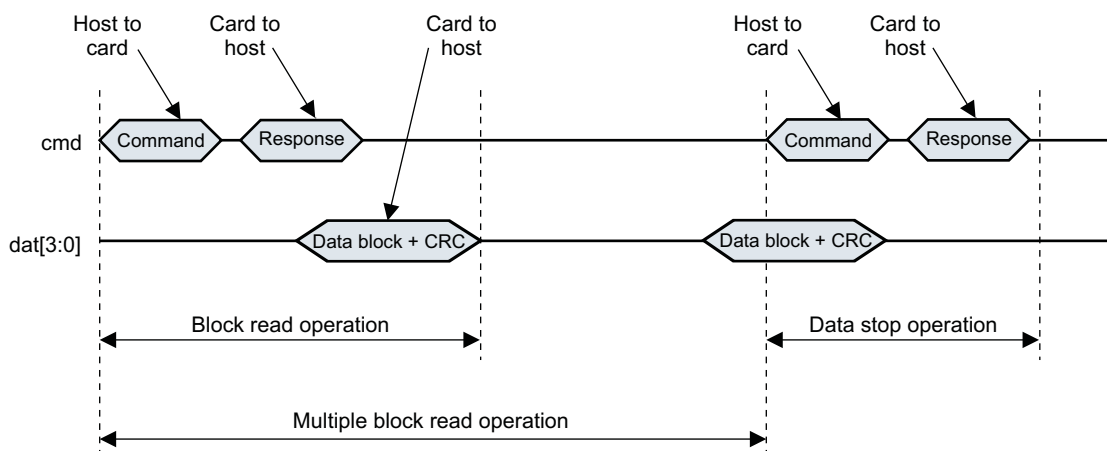 Host to
card
Card to
host
Card to
host
Host to
card
Card to
host
cmd
Command
Response
Command
Response
dat[3:0]
Data block + CRC
Data block + CRC
Block read operation
Data stop operation
Multiple block read operation